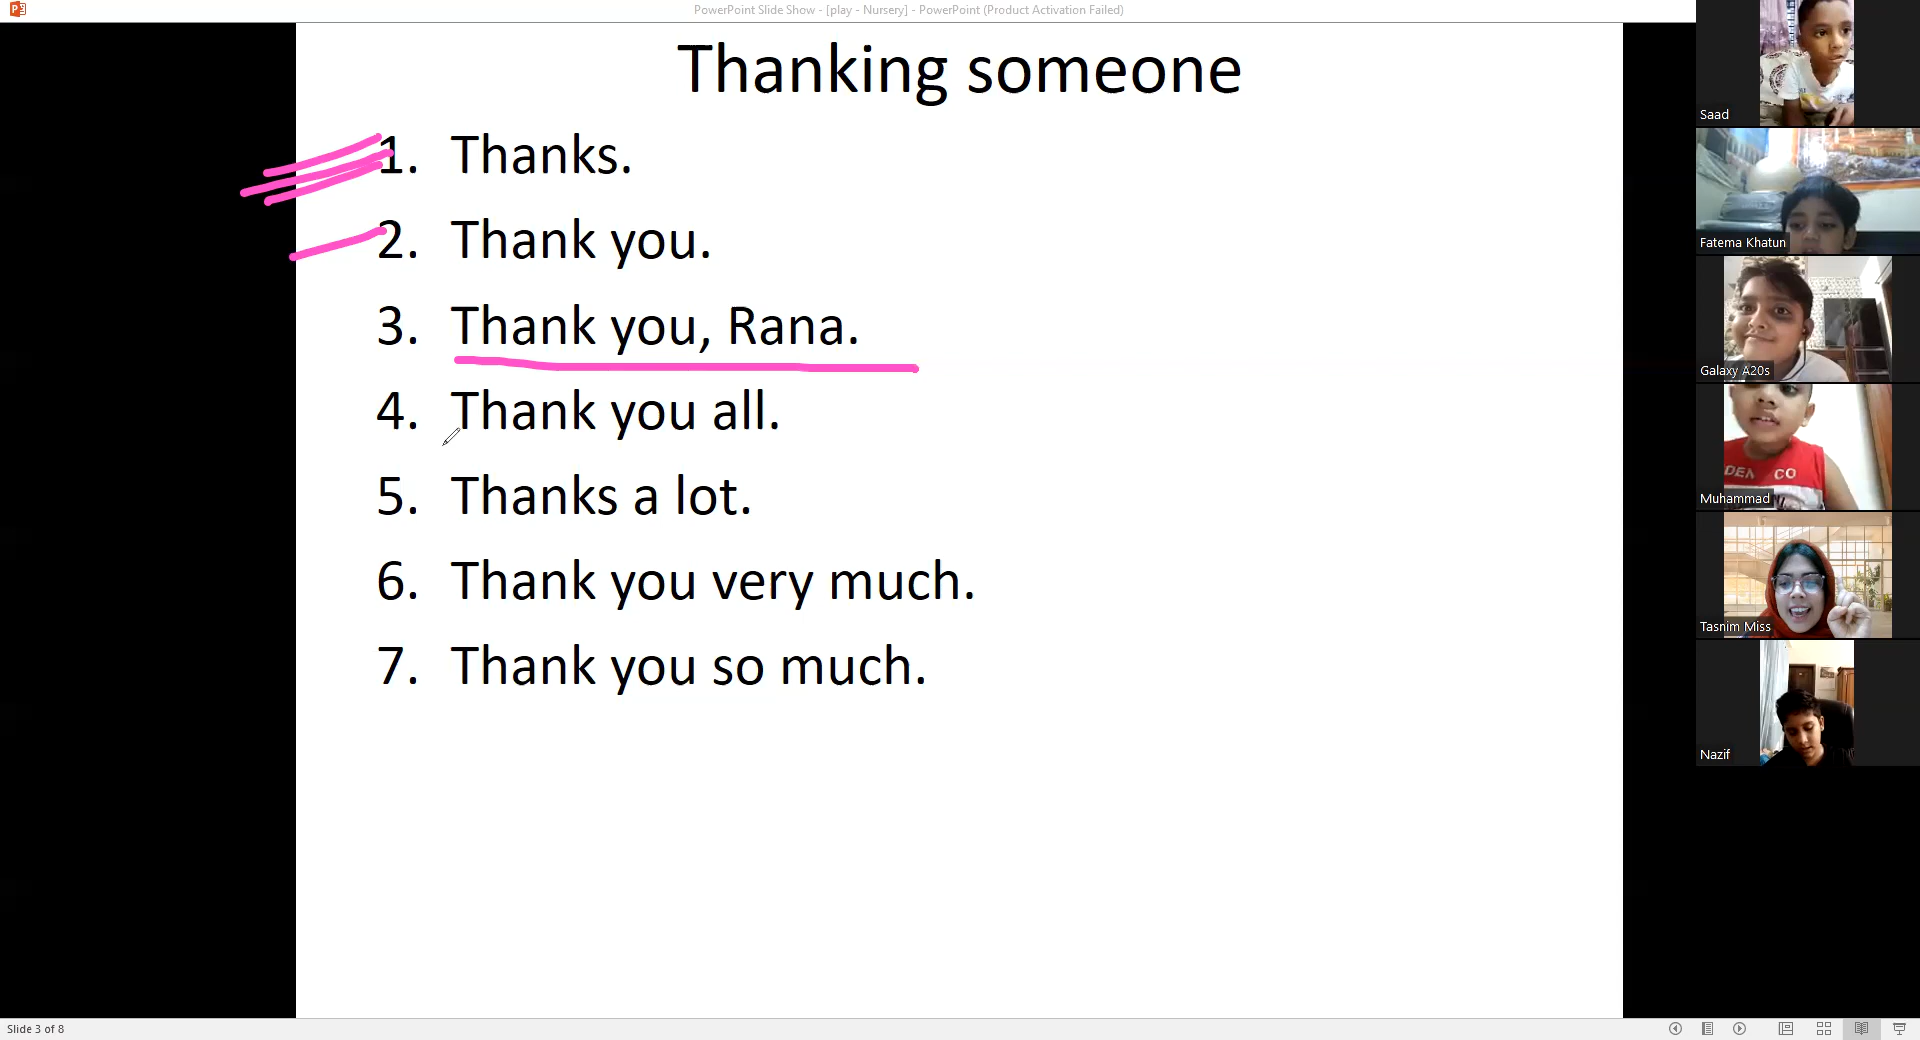 PowerPoint Slide Show - [play - Nursery] - PowerPoint (Product Activation Failed)
Thanking someone
1. Thanks.
2. Thank you.
3. Thank you, Rana.
4. Thank you all.
5. Thanks a lot.
6. Thank you very much.
7. Thank you so much.
Saad
Fatema Khatun
Galaxy A20s
DEN CO
Muhammad
Tasnim Miss
Nazif
Slide 3 of 8